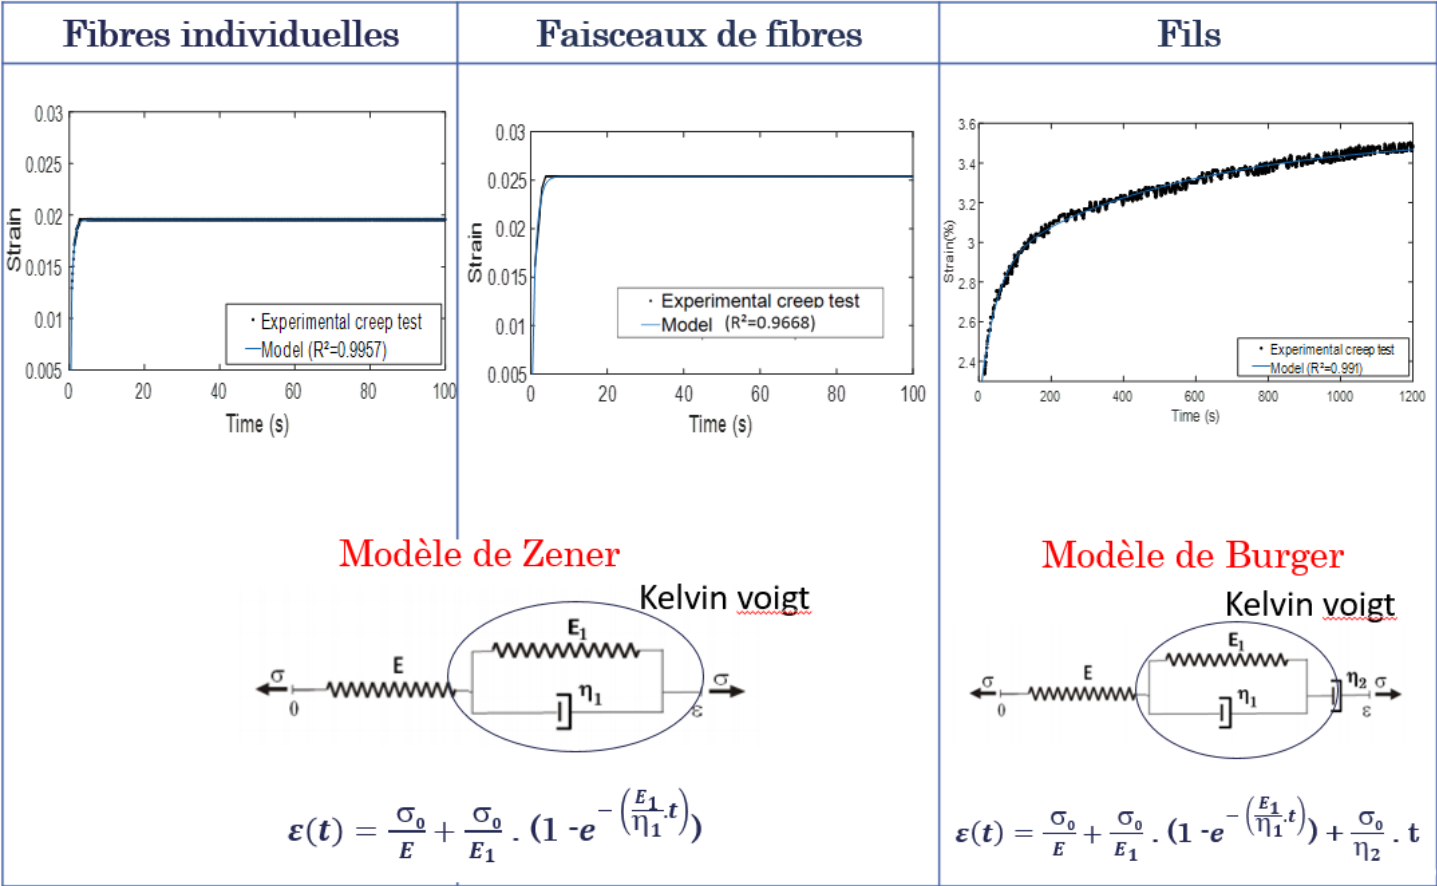 Fibres individuelles
Faisceaux de fibres
Fils
0.03
0.025
0.02
0.015
0.01
0.005
Strain
0 20 40 60 80 100
Time (s)
Experimental creep test
Model (R²=0.9957)
0.03
0.025
0.02
0.015
0.01
0.005
Strain
0 20 40 60 80 100
Time (s)
Experimental creep test
Model (R²=0.9668)
3.6
3.4
3.2
3
2.8
2.6
2.4
Strain(%)
0 200 400 600 800 1000 1200
Time (s)
Experimental creep test
Model (R²=0.991)
Modèle de Zener
Kelvin voigt
E₁
σ E η₁ σ
0 ε
ε(t) = σ₀/E + σ₀/E₁ . (1 -e^-(E₁/η₁.t))
Modèle de Burger
Kelvin voigt
E₁
σ E η₁ η₂ σ
0 ε
ε(t) = σ₀/E + σ₀/E₁ . (1 -e^-(E₁/η₁.t)) + σ₀/η₂ . t